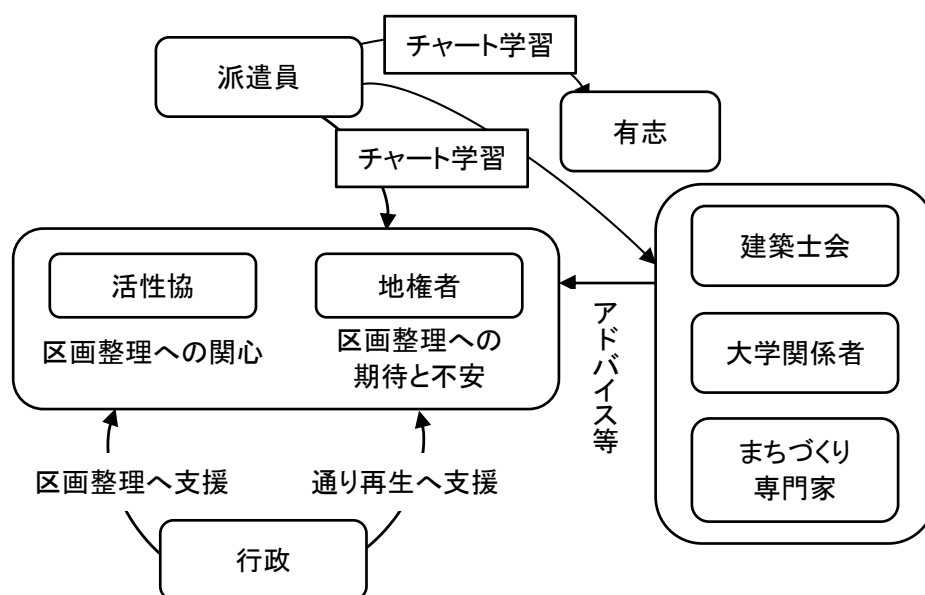 チャート学習
派遣員
有志
チャート学習
建築士会
活性協
地権者
区画整理への関心
区画整理への
期待と不安
アドバイス等
大学関係者
まちづくり
専門家
区画整理へ支援
通り再生へ支援
行政